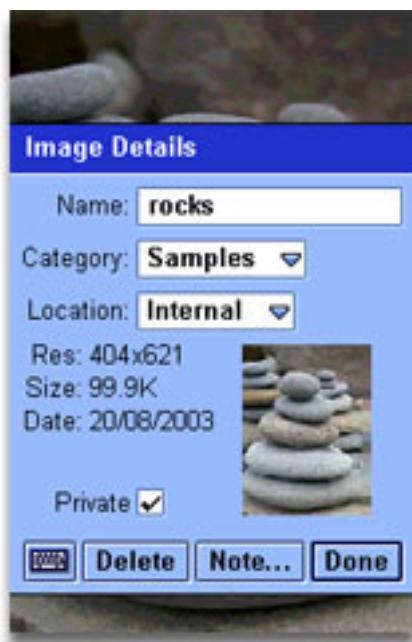 Image Details
Name: rocks
Category: Samples
Location: Internal
Res: 404x621
Size: 99.9K
Date: 20/08/2003
Private
Delete Note... Done